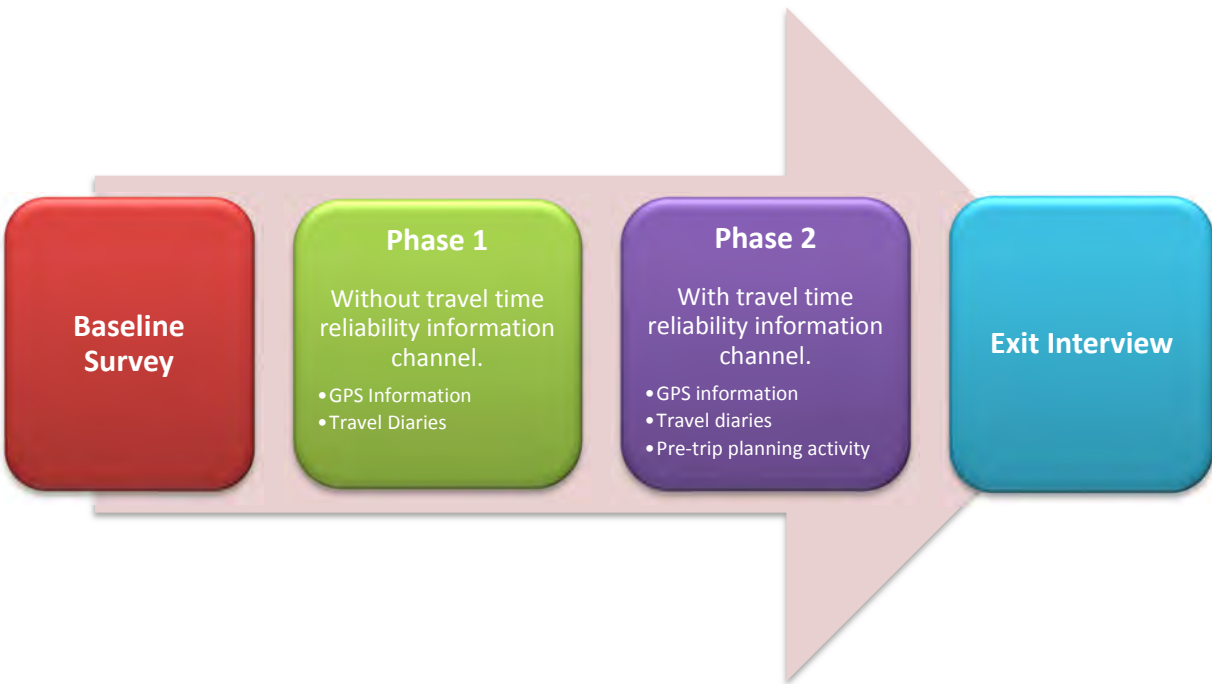 Baseline
Survey
Phase 1
Without travel time
reliability information
channel.
•GPS Information
•Travel Diaries
Phase 2
With travel time
reliability information
channel.
•GPS information
•Travel diaries
•Pre-trip planning activity
Exit Interview